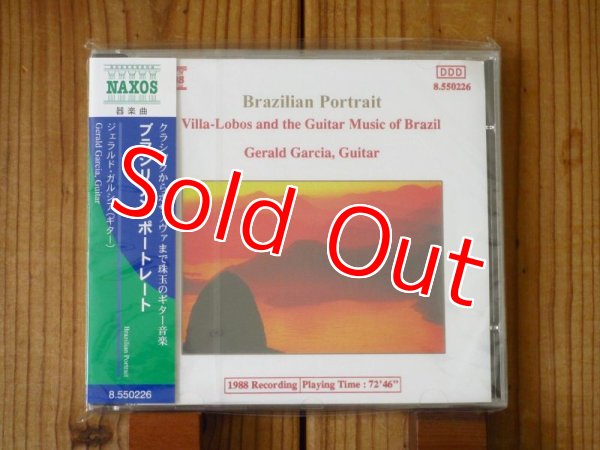 NAXOS
器楽曲
クラシックから
ヴァまで珠玉のギター音楽
ブラジリ
ポートレート
Brazilian Portrait
ジェラルド・ガルシア(ギター)
Gerald Garcia, Guitar
8.550226
DDD
8.550226
Brazilian Portrait
Villa-Lobos and the Guitar Music of Brazil
Gerald Garcia, Guitar
Sold Out
1988 Recording
Playing Time : 72'46"